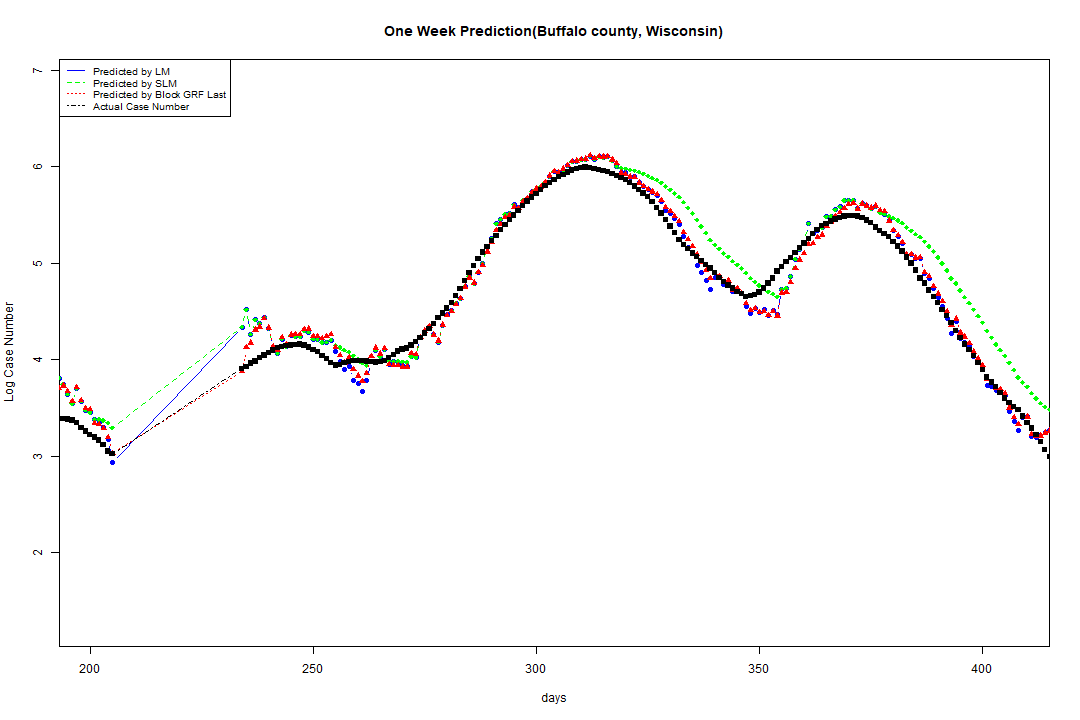 One Week Prediction(Buffalo county, Wisconsin)
Predicted by LM
Predicted by SLM
Predicted by Block GRF Last
Actual Case Number
7
6
5
4
3
2
Log Case Number
200 250 300 350 400
days